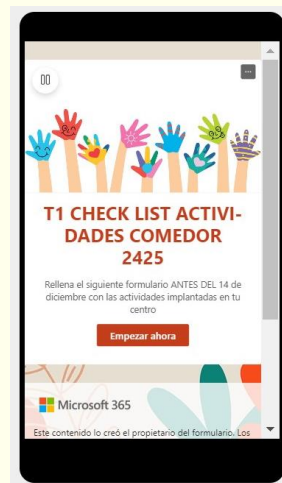 T1 CHECK LIST ACTIVI-
DADES COMEDOR
2425
Rellena el siguiente formulario ANTES DEL 14 de
diciembre con las actividades implantadas en tu
centro
Empezar ahora
Microsoft 365
Este contenido lo creó el propietario del formulario. Los